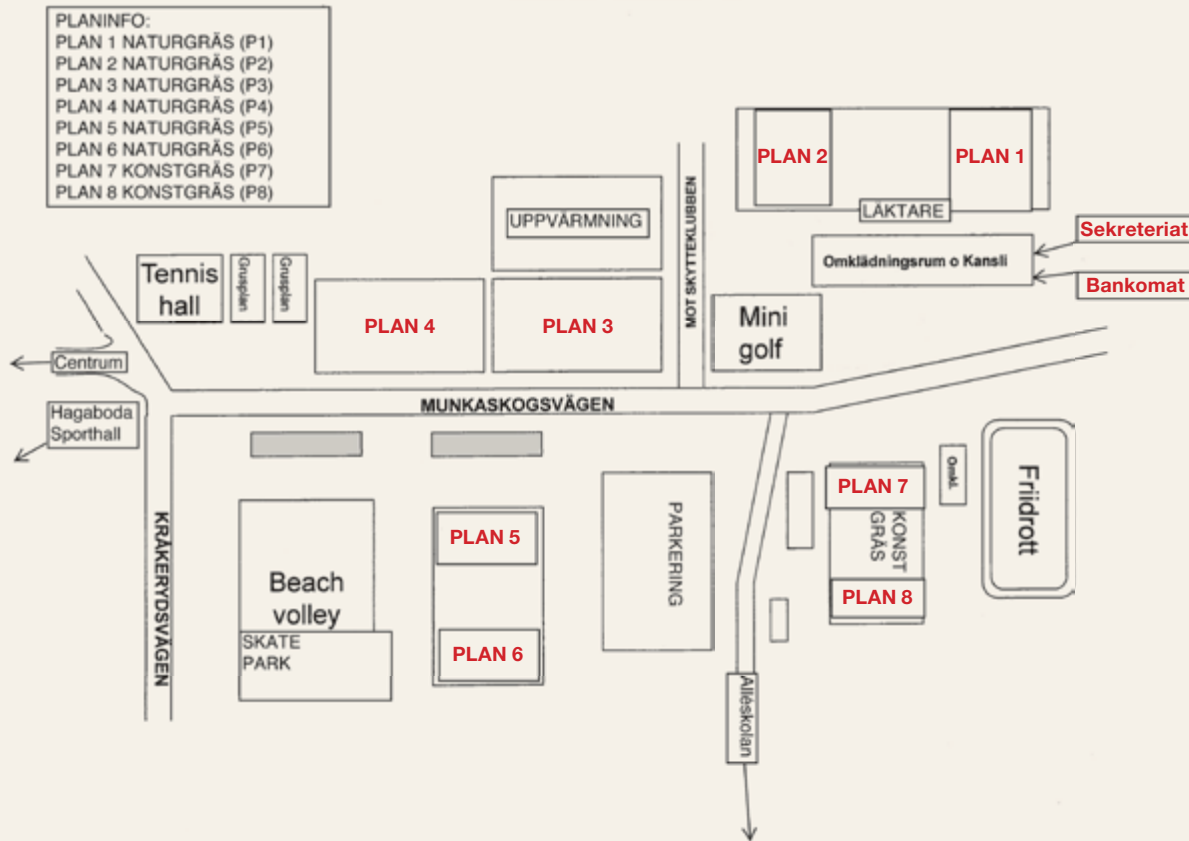 PLANINFO:
PLAN 1 NATURGRÄS (P1)
PLAN 2 NATURGRÄS (P2)
PLAN 3 NATURGRÄS (P3)
PLAN 4 NATURGRÄS (P4)
PLAN 5 NATURGRÄS (P5)
PLAN 6 NATURGRÄS (P6)
PLAN 7 KONSTGRÄS (P7)
PLAN 8 KONSTGRÄS (P8)
PLAN 2
PLAN 1
LÄKTARE
UPPVÄRMNING
MOT SKYTTEKLUBBEN
Sekreteriat
Omklädningsrum o Kansli
Bankomat
Tennis
hall
Grusplan
Grusplan
PLAN 4
PLAN 3
Mini
golf
Centrum
MUNKASKOGSVÄGEN
Hagaboda
Sporthall
KRÅKERYDSVÄGEN
PLAN 5
PARKERING
PLAN 7
KONST
GRÄS
Omkl.
Friidrott
Beach
volley
PLAN 8
SKATE
PARK
PLAN 6
Alléskolan